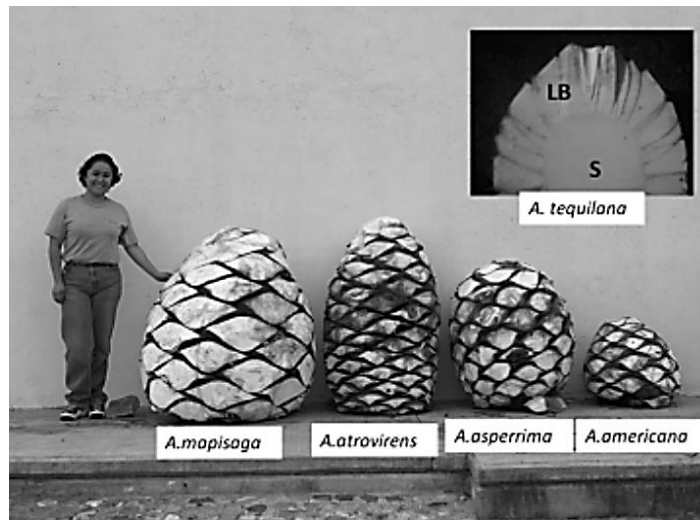 LB
S
A. tequilana
A.mapisaga
A.atrovirens
A.asperrima
A.americana